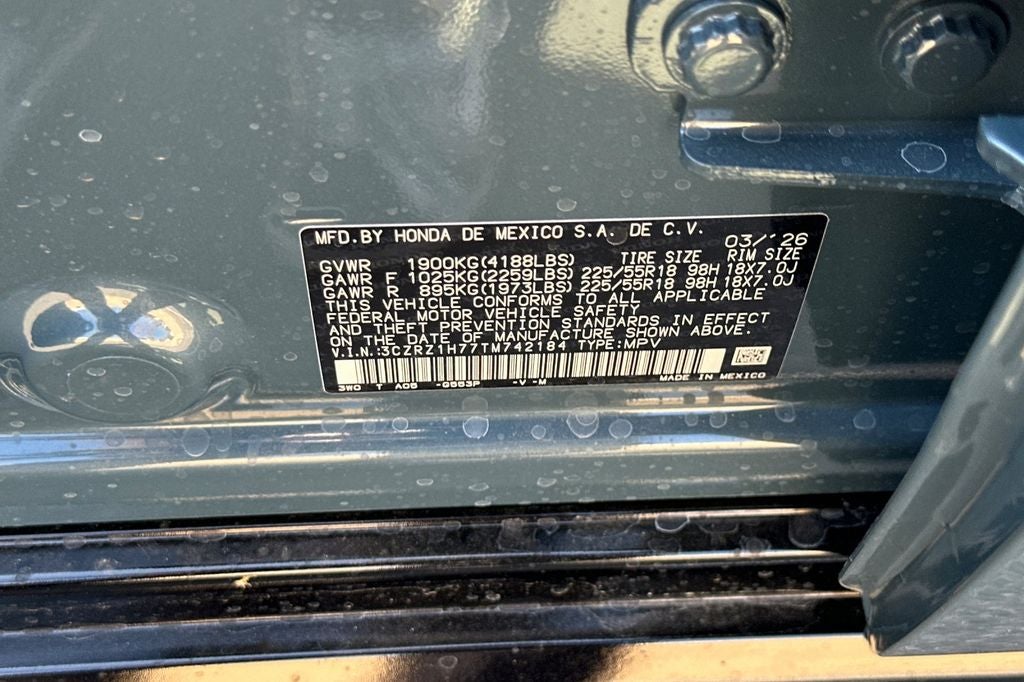 MFD.BY HONDA DE MEXICO S.A. DE C.V. 03/'26
GVWR 1900KG(4188LBS) TIRE SIZE RIM SIZE
GAWR F 1025KG(2259LBS) 225/55R18 98H 18X7.0J
GAWR R 895KG(1973LBS) 225/55R18 98H 18X7.0J
THIS VEHICLE CONFORMS TO ALL APPLICABLE
FEDERAL MOTOR VEHICLE SAFETY
AND THEFT PREVENTION STANDARDS IN EFFECT
ON THE DATE OF MANUFACTURE SHOWN ABOVE.
V.I.N.:3CZRZ1H77TM742184 TYPE:MPV
3W0 T A05 -G553P -V -M MADE IN MEXICO